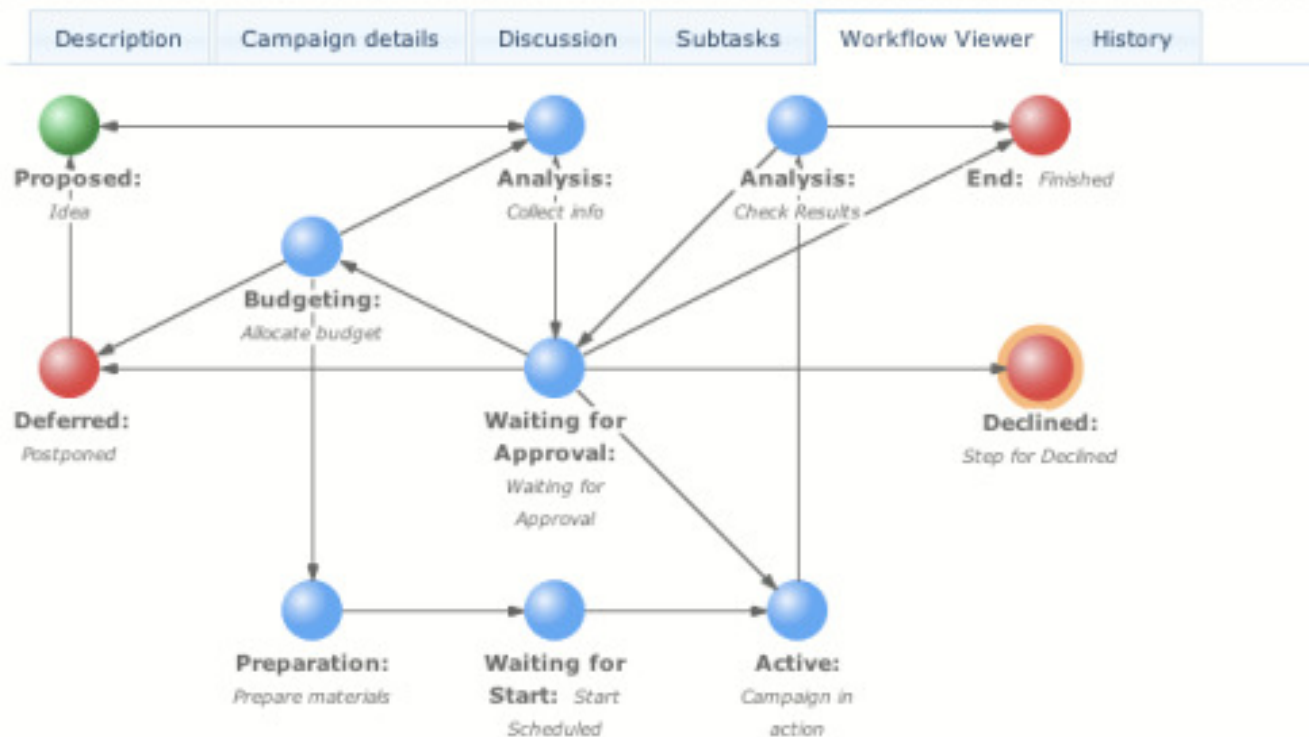 Description Campaign details Discussion Subtasks Workflow Viewer History
Proposed:
Idea
Analysis:
Collect info
Analysis:
Check Results
End: Finished
Budgeting:
Allocate budget
Deferred:
Postponed
Waiting for
Approval:
Waiting for
Approval
Declined:
Step for Declined
Preparation:
Prepare materials
Waiting for
Start: Start
Scheduled
Active:
Campaign in
action